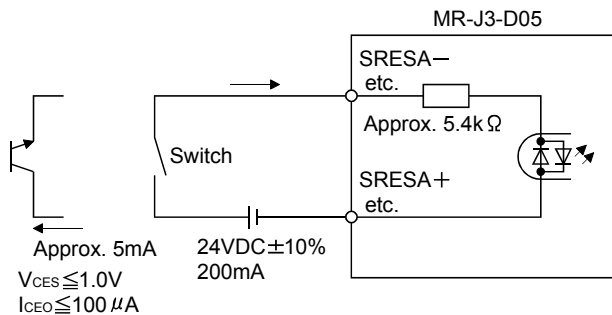 MR-J3-D05
SRESA－
etc.
Approx. 5.4kΩ
Switch
SRESA＋
etc.
Approx. 5mA
24VDC±10%
200mA
VCES≦1.0V
ICEO≦100μA